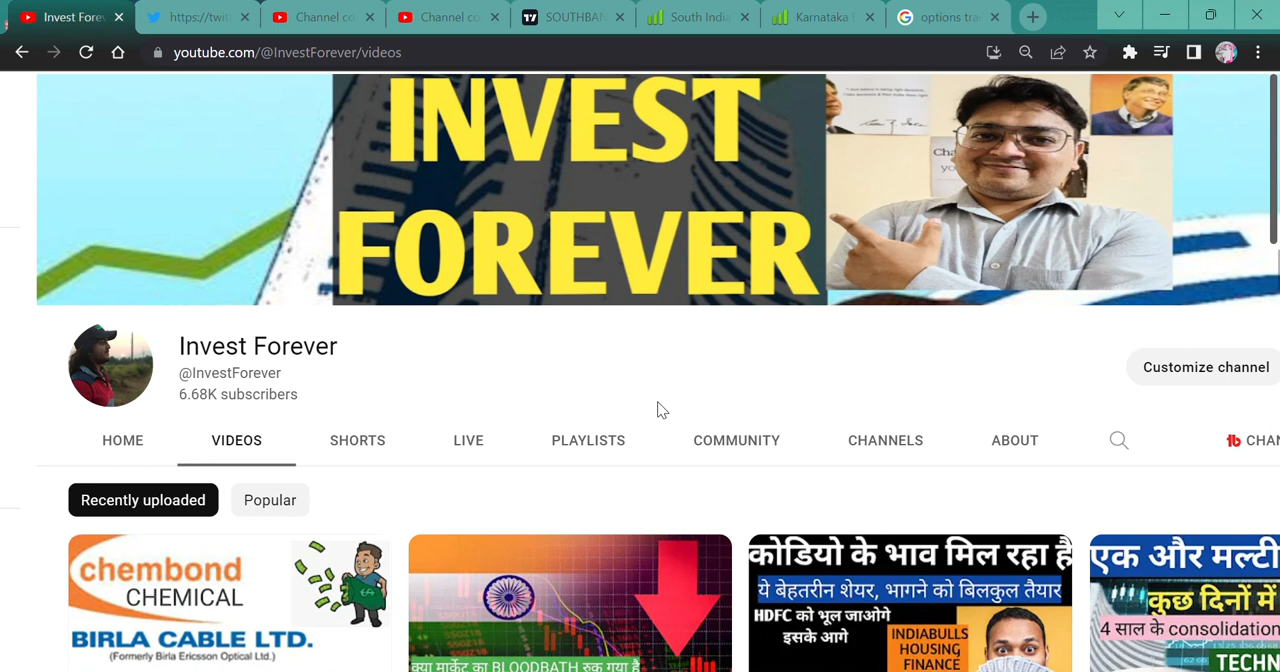 Invest Forev
https://twit
Channel co
Channel co
SOUTHBAN
South India
Karnataka
options tra
youtube.com/@InvestForever/videos
INVEST
FOREVER
Invest Forever
@InvestForever
6.68K subscribers
Customize channel
HOME
VIDEOS
SHORTS
LIVE
PLAYLISTS
COMMUNITY
CHANNELS
ABOUT
CHAN
Recently uploaded
Popular
chembond
CHEMICAL
BIRLA CABLE LTD.
(Formerly Birla Ericsson Optical Ltd.)
क्या मार्केट का BLOODBATH रुक गया है
कोडियो के भाव मिल रहा है
ये बेहतरीन शेयर, भागने को बिलकुल तैयार
HDFC को भूल जाओगे
इसके आगे
INDIABULLS
HOUSING
FINANCE
एक और मल्टी
कुछ दिनों में
4 साल के consolidation
TECHN